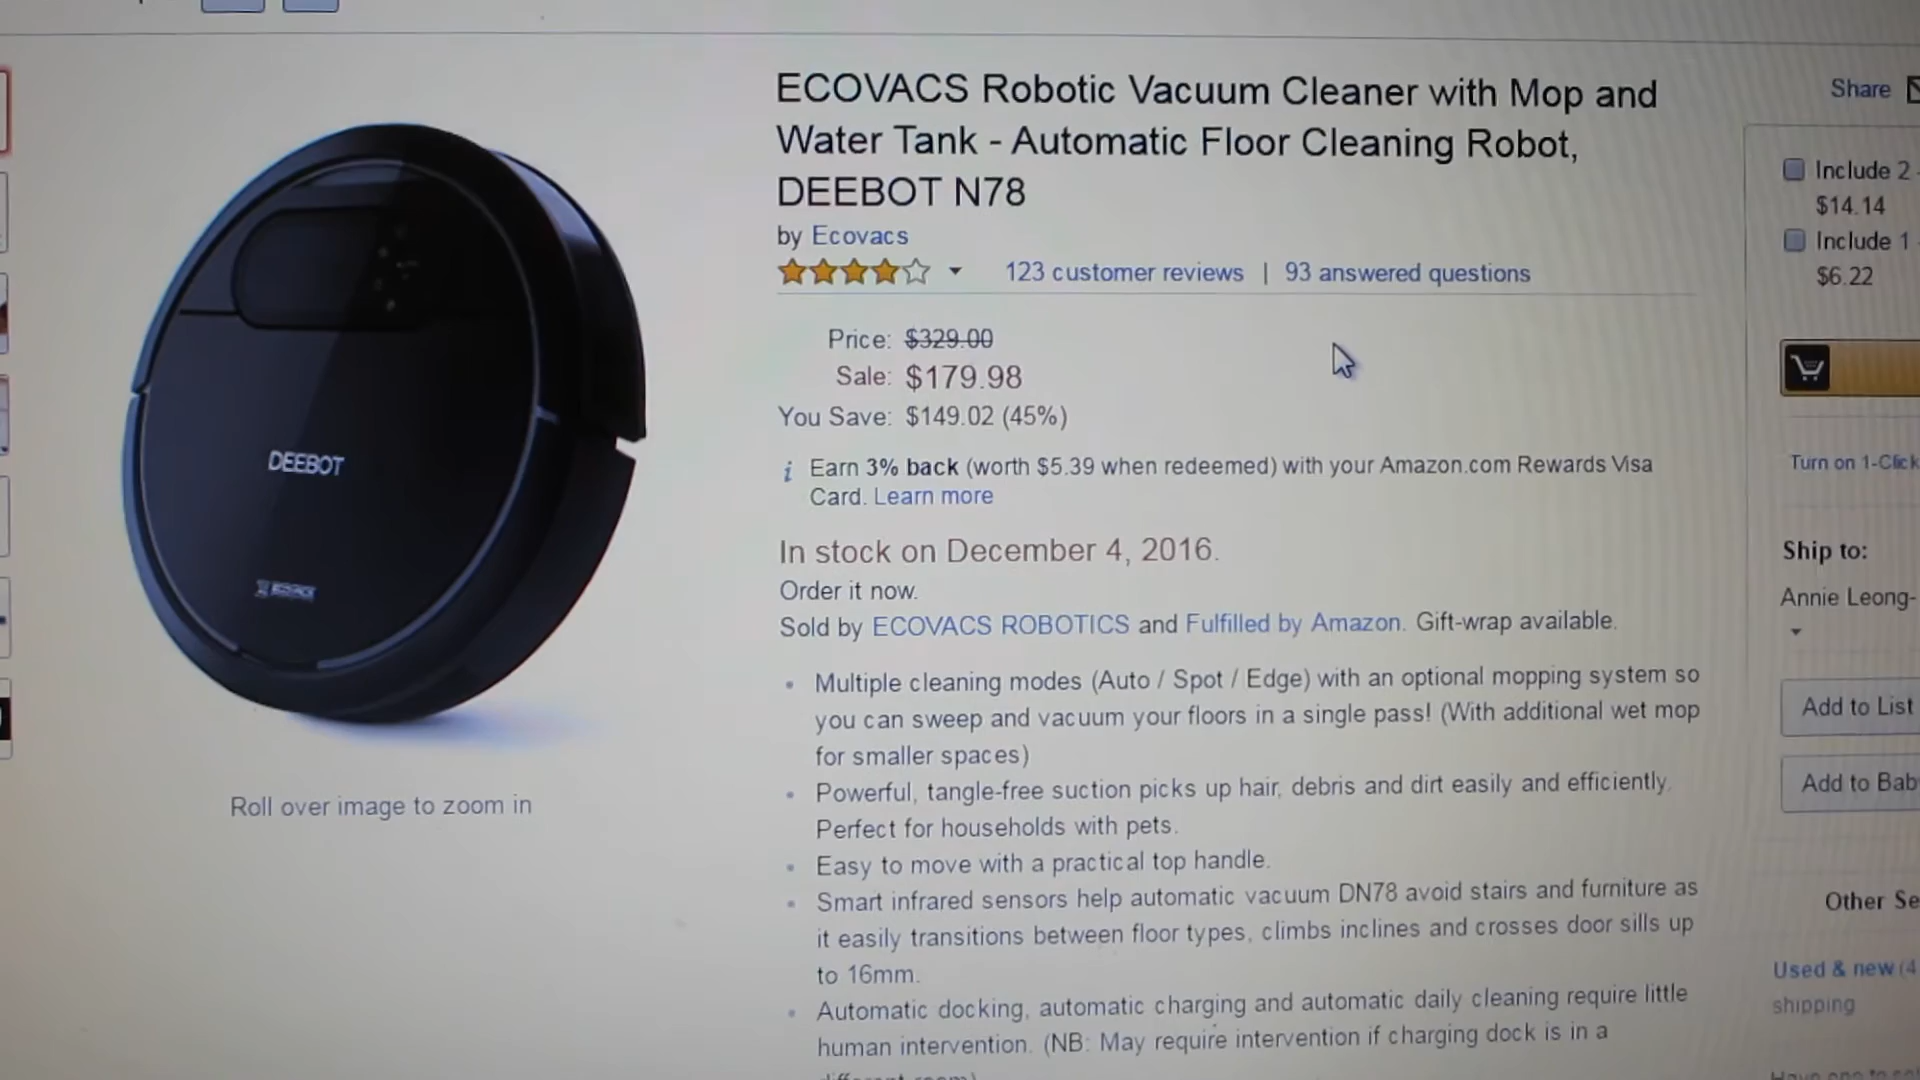 ECOVACS Robotic Vacuum Cleaner with Mop and
Water Tank - Automatic Floor Cleaning Robot,
DEEBOT N78
by Ecovacs
123 customer reviews | 93 answered questions
Price: $329.00
Sale: $179.98
You Save: $149.02 (45%)
Earn 3% back (worth $5.39 when redeemed) with your Amazon.com Rewards Visa
Card. Learn more
In stock on December 4, 2016.
Order it now.
Sold by ECOVACS ROBOTICS and Fulfilled by Amazon. Gift-wrap available.
• Multiple cleaning modes (Auto / Spot / Edge) with an optional mopping system so
you can sweep and vacuum your floors in a single pass! (With additional wet mop
for smaller spaces)
• Powerful, tangle-free suction picks up hair, debris and dirt easily and efficiently.
Perfect for households with pets.
• Easy to move with a practical top handle.
• Smart infrared sensors help automatic vacuum DN78 avoid stairs and furniture as
it easily transitions between floor types, climbs inclines and crosses door sills up
to 16mm.
• Automatic docking, automatic charging and automatic daily cleaning require little
human intervention. (NB: May require intervention if charging dock is in a
DEEBOT
ECOVACS
Roll over image to zoom in
Share
Include 2
$14.14
Include 1
$6.22
Turn on 1-Click
Ship to:
Annie Leong-
Add to List
Add to Bab
Other Se
Used & new (4
shipping